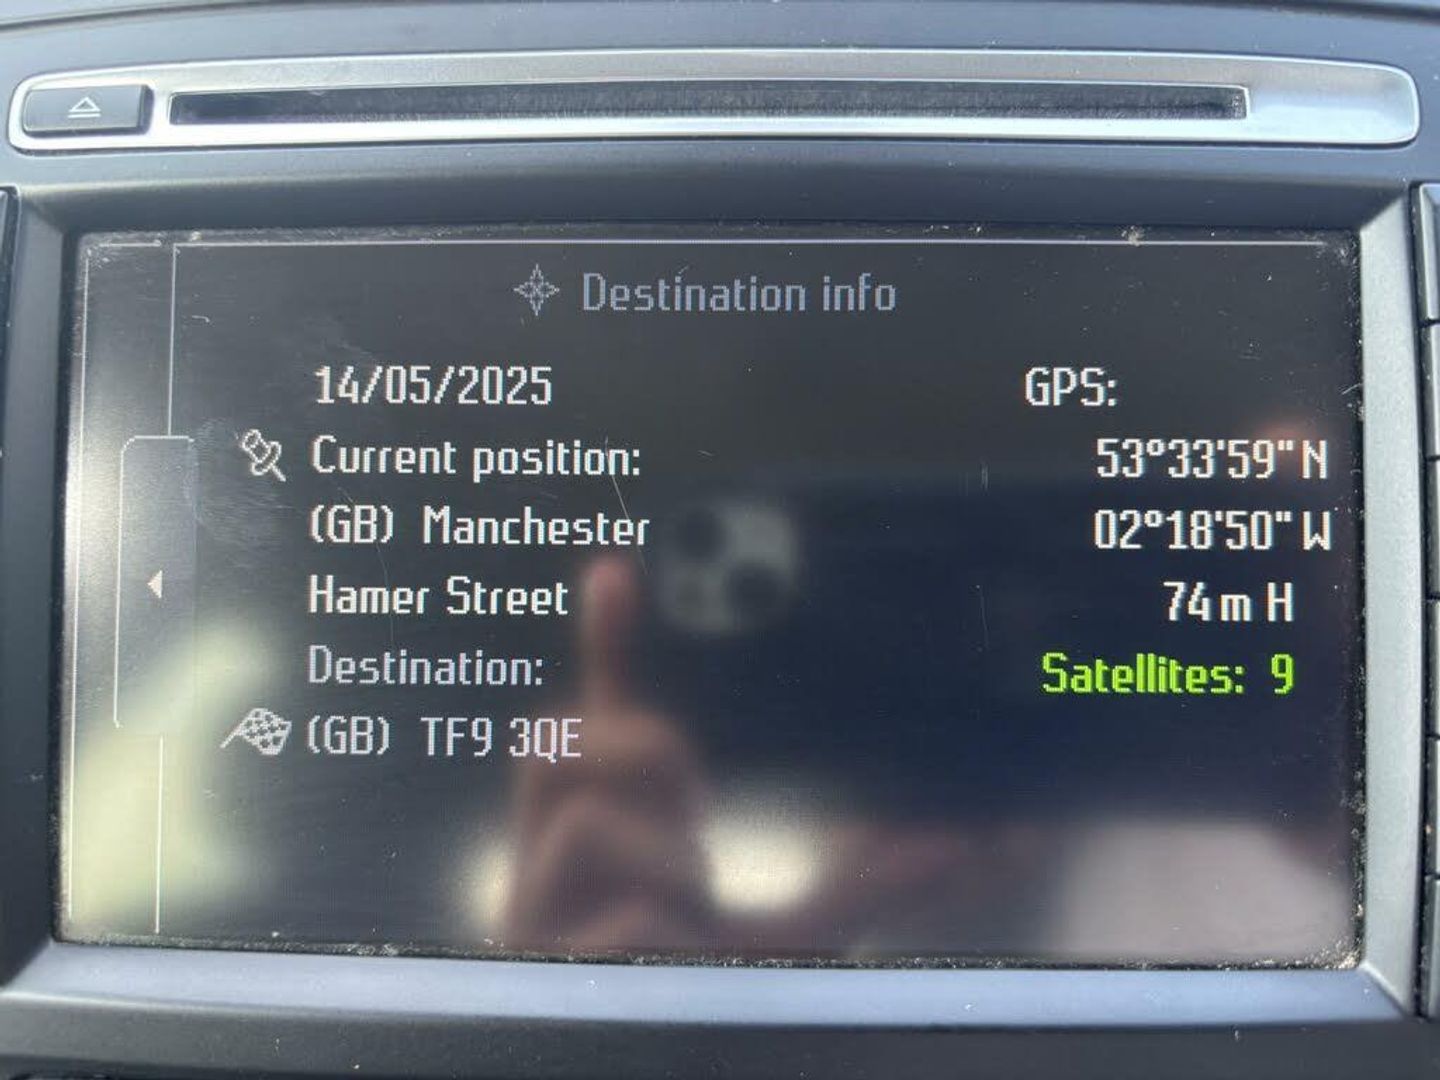 Destination info
14/05/2025 GPS:
Current position: 53°33'59" N
(GB) Manchester 02°18'50" W
Hamer Street 74 m H
Destination: Satellites: 9
(GB) TF9 3QE